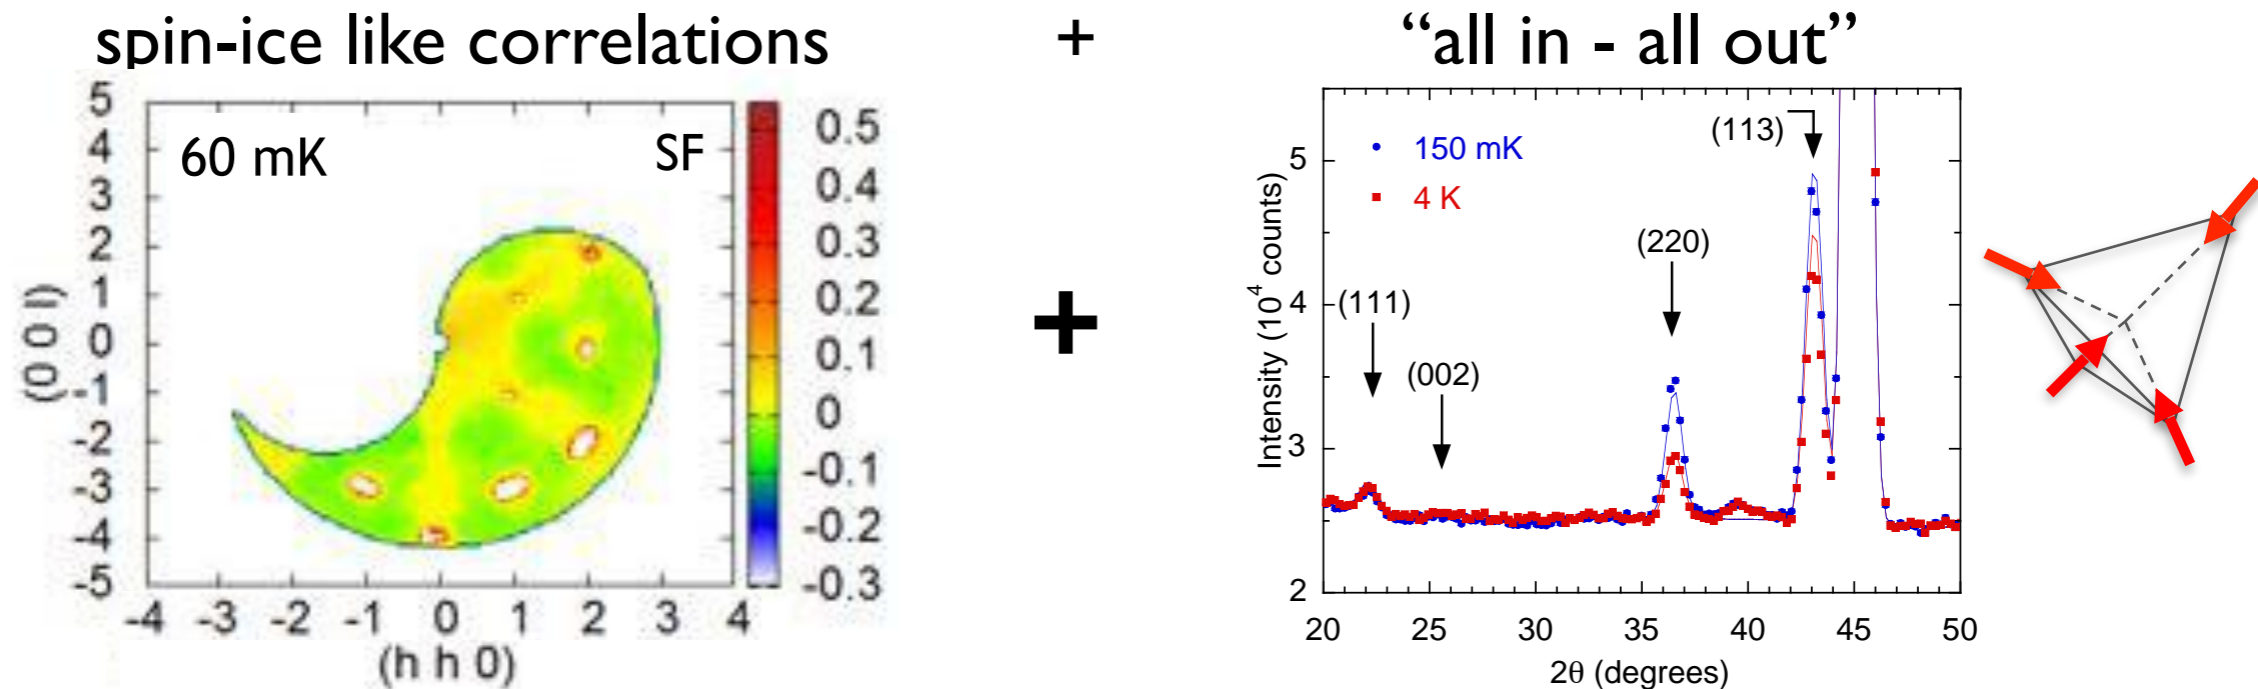 spin-ice like correlations + “all in - all out”
60 mK SF
5
4
3
2
1
0
-1
-2
-3
-4
-5
(0 0 l)
-4 -3 -2 -1 0 1 2 3 4
(h h 0)
0.5
0.4
0.3
0.2
0.1
0
-0.1
-0.2
-0.3
+
150 mK
4 K
(111)
(002)
(220)
(113)
5
4
3
2
Intensity (10⁴ counts)
20 25 30 35 40 45 50
2θ (degrees)